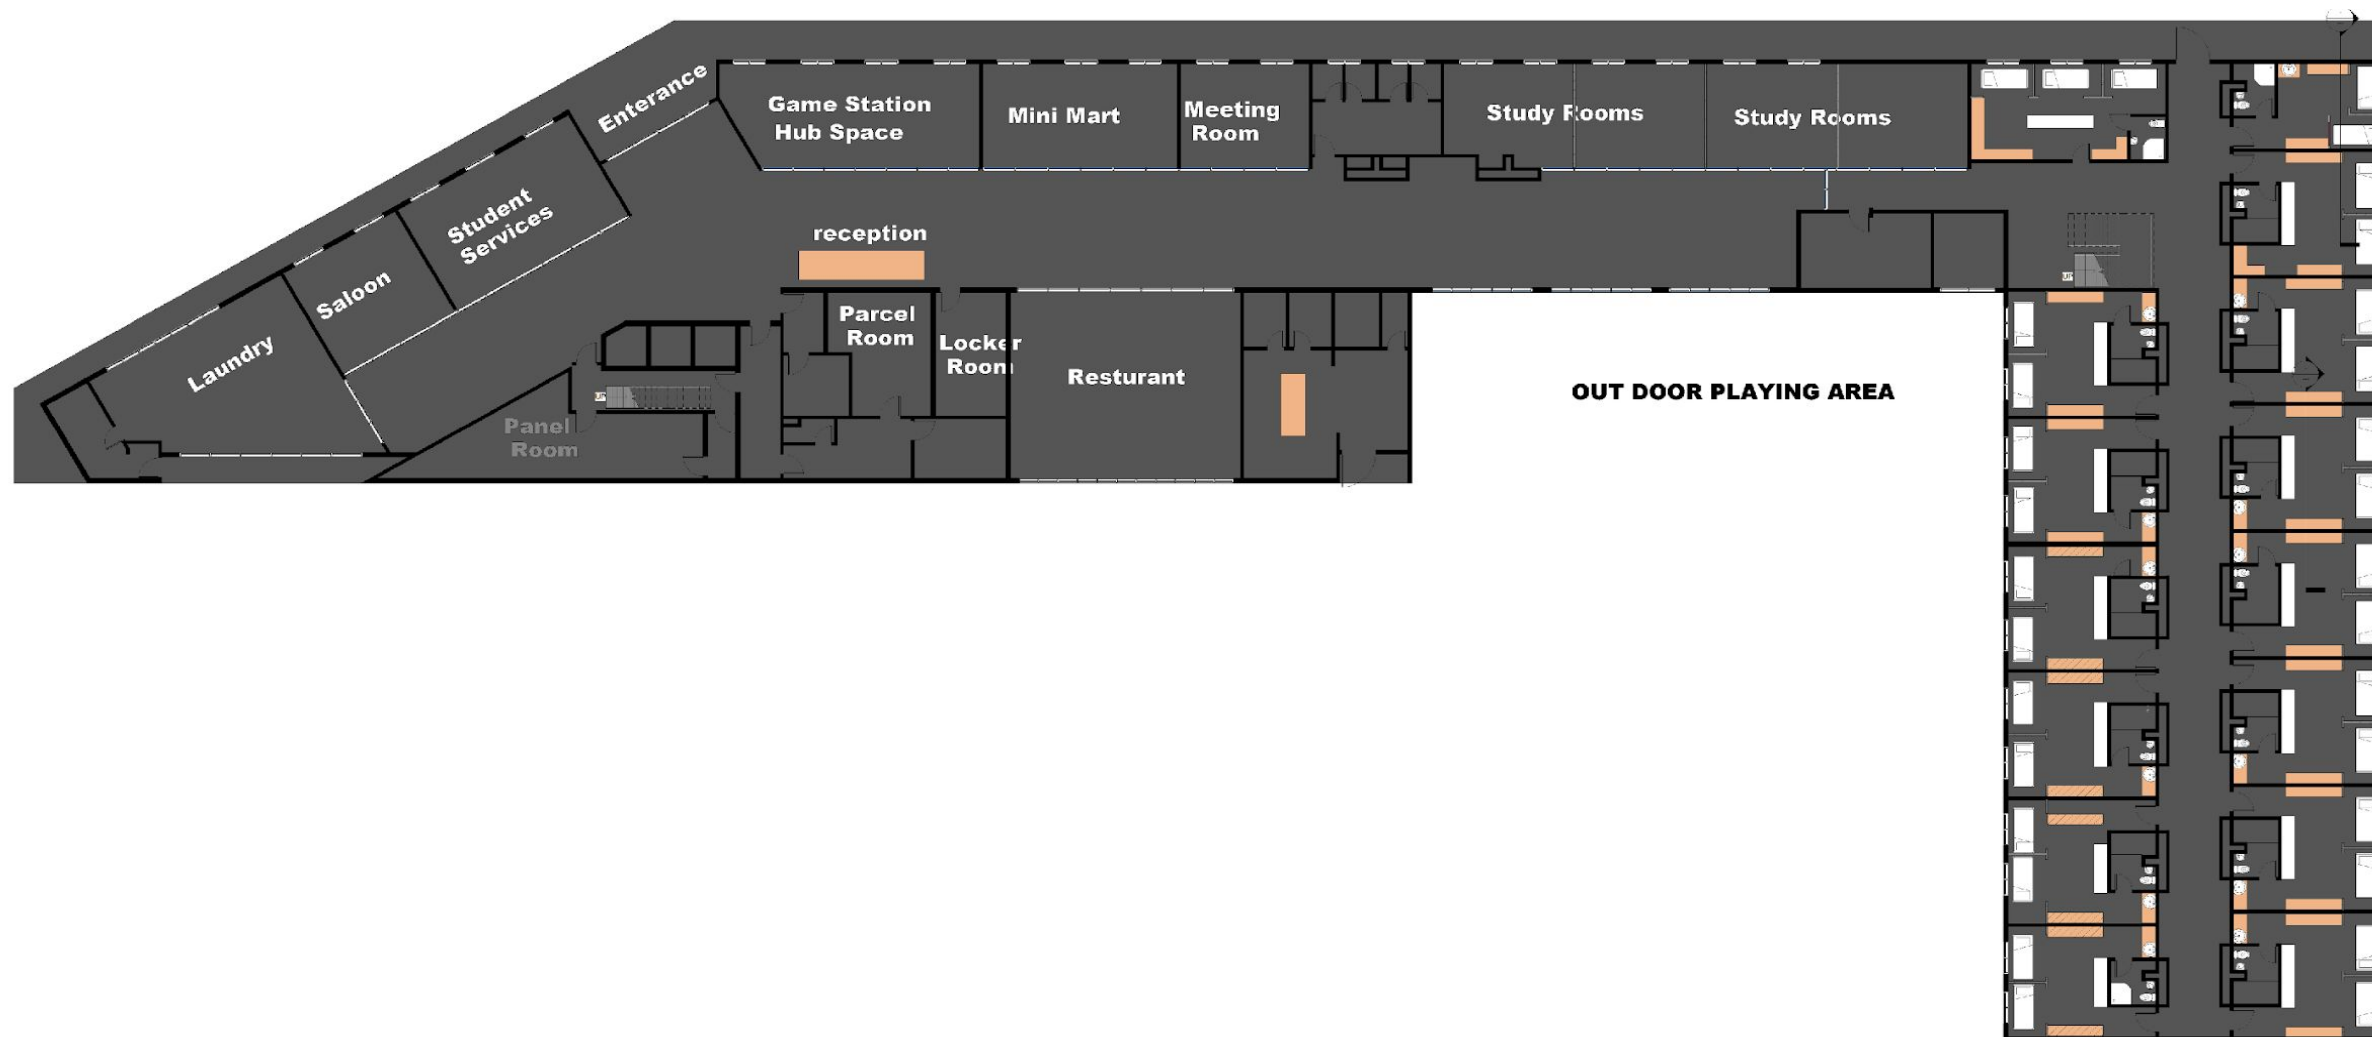 Enterance
Game Station
Hub Space
Mini Mart
Meeting
Room
Study Rooms
Study Rooms
Student
Services
Saloon
Laundry
reception
Parcel
Room
Locker
Room
Resturant
Panel
Room
OUT DOOR PLAYING AREA